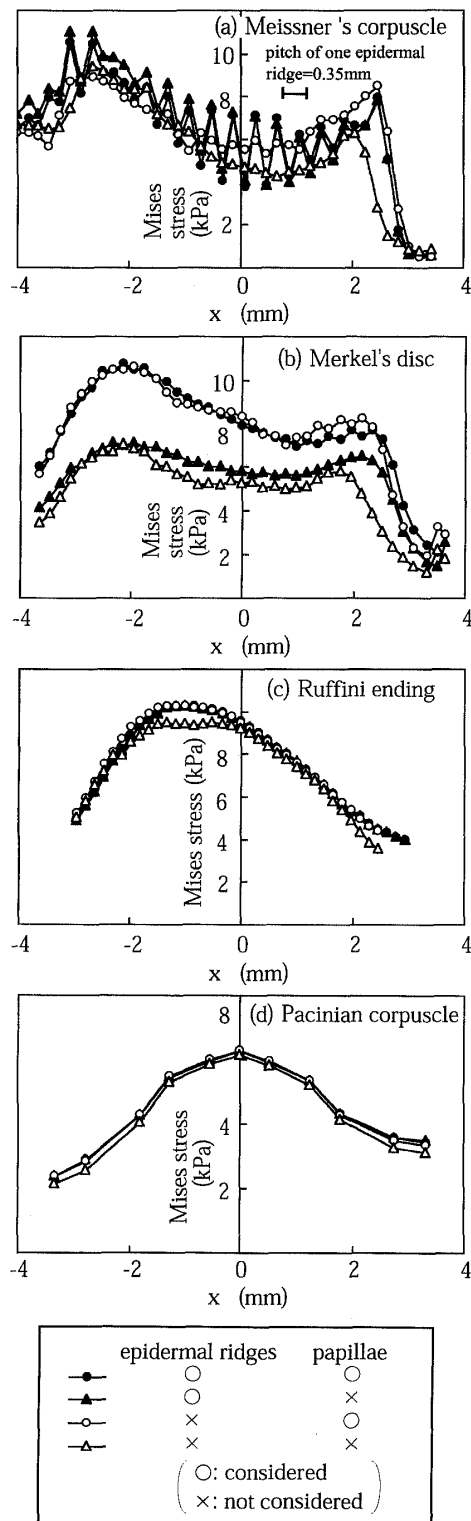 (a) Meissner 's corpuscle
pitch of one epidermal
ridge=0.35mm
10
8
2
Mises
stress
(kPa)
-4 -2 0 2 4
x (mm)
(b) Merkel's disc
10
8
4
2
Mises
stress
(kPa)
-4 -2 0 2 4
x (mm)
(c) Ruffini ending
8
6
4
2
Mises stress (kPa)
-4 -2 0 2 4
x (mm)
(d) Pacinian corpuscle
8
4
2
Mises stress
(kPa)
-4 -2 0 2 4
x (mm)
epidermal ridges papillae
○ ○
○ ×
× ○
× ×
(○: considered
×: not considered)